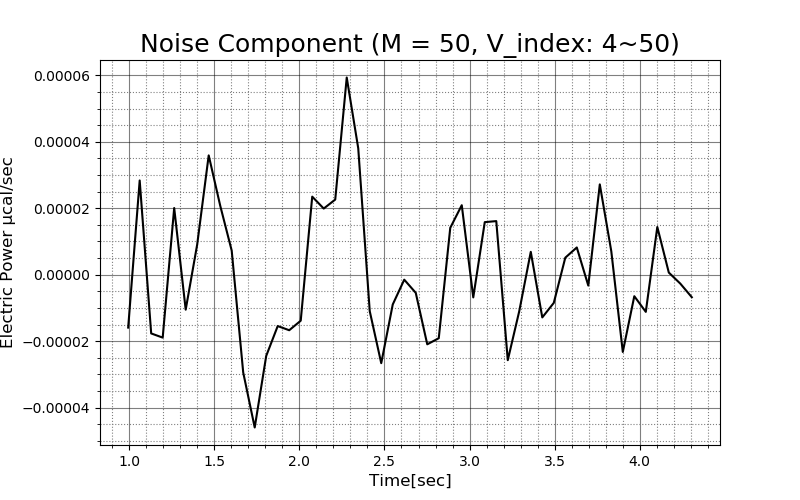 Noise Component (M = 50, V_index: 4~50)
Electric Power μcal/sec
0.00006
0.00004
0.00002
0.00000
−0.00002
−0.00004
1.0 1.5 2.0 2.5 3.0 3.5 4.0
Time[sec]